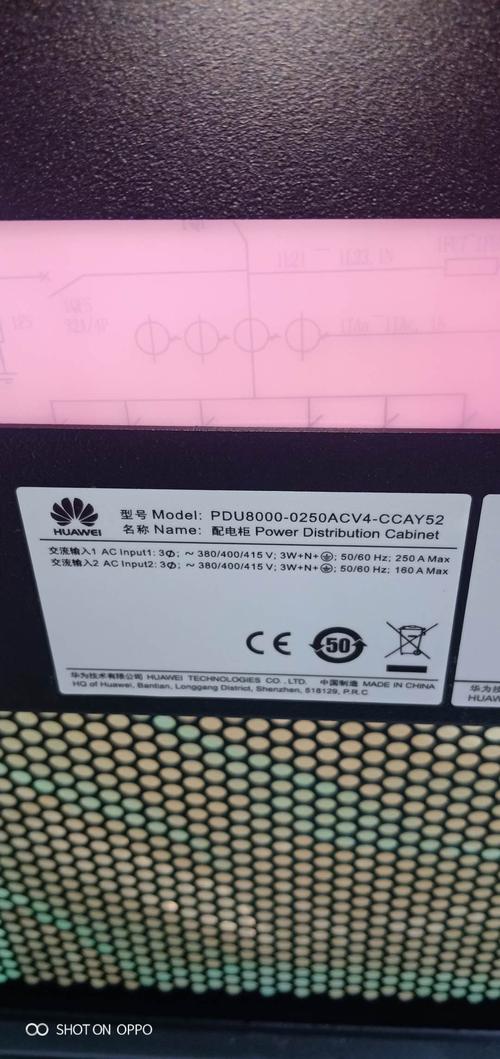 HUAWEI
型号 Model: PDU8000-0250ACV4-CCAY52
名称 Name: 配电柜 Power Distribution Cabinet
交流输入1 AC Input1: 3Φ; ~ 380/400/415 V; 3W+N+⏚; 50/60 Hz; 250 A Max
交流输入2 AC Input2: 3Φ; ~ 380/400/415 V; 3W+N+⏚; 50/60 Hz; 160 A Max
CE 50
华为技术有限公司 HUAWEI TECHNOLOGIES CO.,LTD. 中国制造 MADE IN CHINA
HQ of Huawei, Bantian, Longgang District, Shenzhen, 518129, P.R.C
华为技
HUAW
SHOT ON OPPO